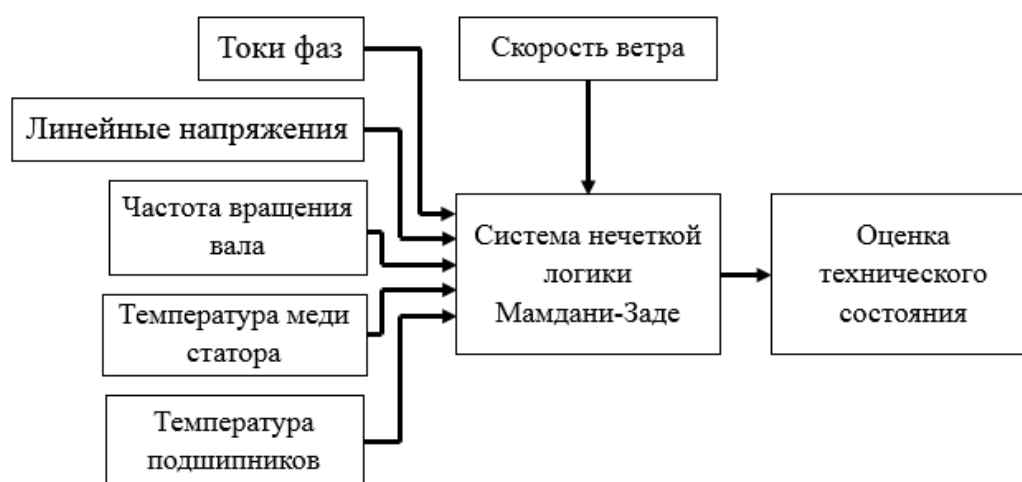 Токи фаз
Скорость ветра
Линейные напряжения
Частота вращения
вала
Температура меди
статора
Температура
подшипников
Система нечеткой
логики
Мамдани-Заде
Оценка
технического
состояния